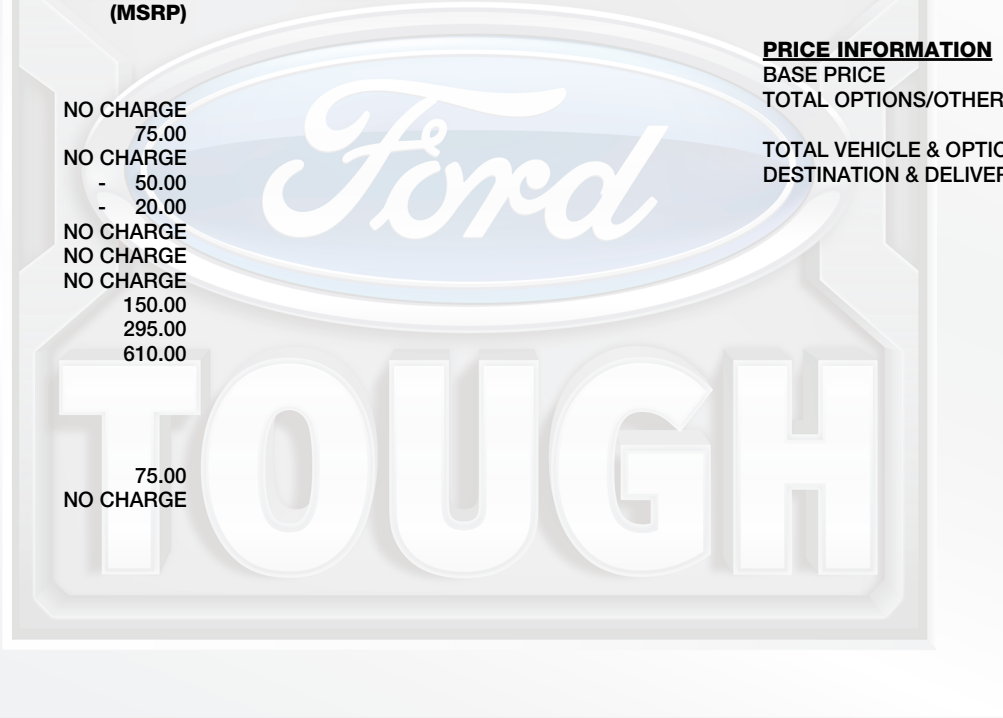 (MSRP)
NO CHARGE
75.00
NO CHARGE
- 50.00
- 20.00
NO CHARGE
NO CHARGE
NO CHARGE
150.00
295.00
610.00
75.00
NO CHARGE
PRICE INFORMATION
BASE PRICE
TOTAL OPTIONS/OTHER
TOTAL VEHICLE & OPTIO
DESTINATION & DELIVER
Ford
TOUGH